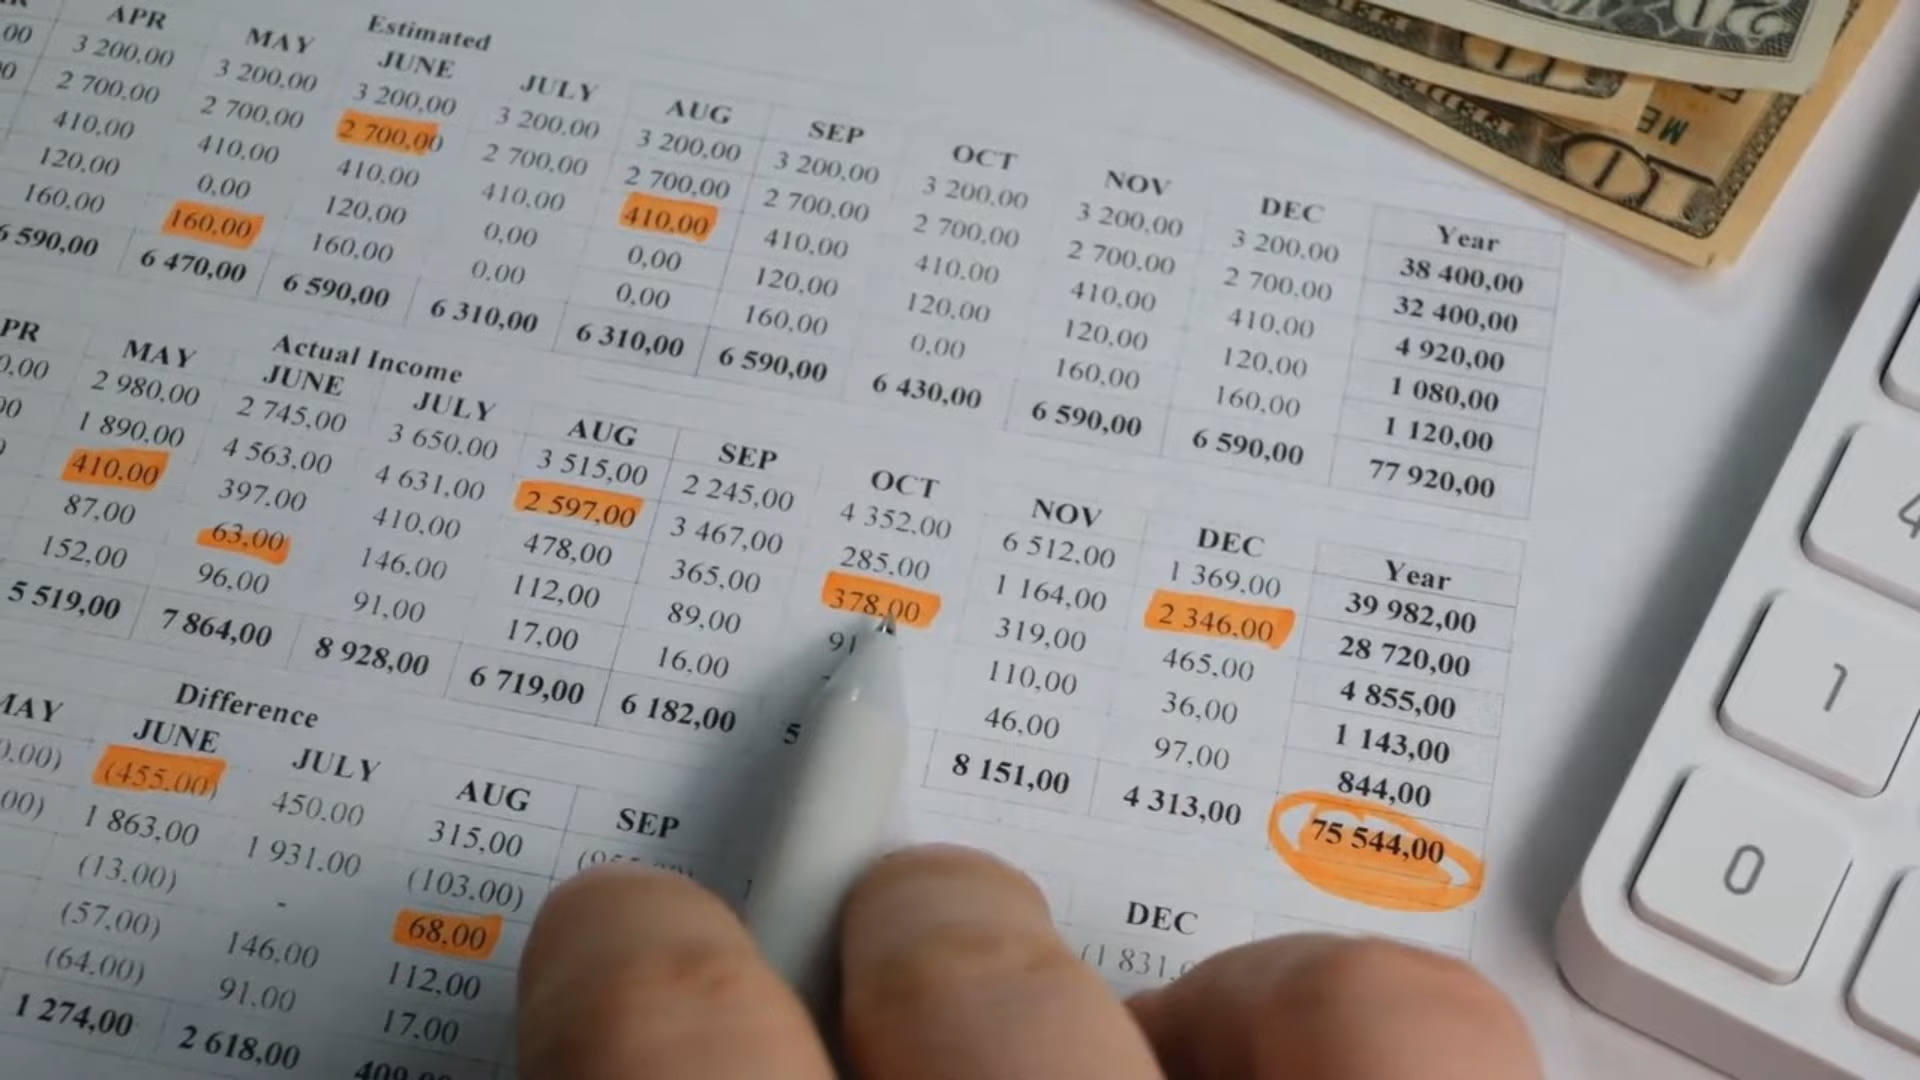 Estimated
APR MAY JUNE JULY AUG SEP OCT NOV DEC Year
00 3 200,00 3 200,00 3 200,00 3 200,00 3 200,00 3 200,00 3 200,00 3 200,00 3 200,00 38 400,00
2 700,00 2 700,00 2 700,00 2 700,00 2 700,00 2 700,00 2 700,00 2 700,00 2 700,00 32 400,00
410,00 410,00 410,00 410,00 410,00 410,00 410,00 410,00 410,00 4 920,00
120,00 0,00 120,00 0,00 0,00 120,00 120,00 120,00 120,00 1 080,00
160,00 160,00 160,00 0,00 0,00 160,00 0,00 160,00 160,00 1 120,00
6 590,00 6 470,00 6 590,00 6 310,00 6 310,00 6 590,00 6 430,00 6 590,00 6 590,00 77 920,00
Actual Income
PR MAY JUNE JULY AUG SEP OCT NOV DEC Year
0,00 2 980,00 2 745,00 3 650,00 3 515,00 2 245,00 4 352,00 6 512,00 1 369,00 39 982,00
00 1 890,00 4 563,00 4 631,00 2 597,00 3 467,00 285,00 1 164,00 2 346,00 28 720,00
410,00 397,00 410,00 478,00 365,00 378,00 319,00 465,00 4 855,00
87,00 63,00 146,00 112,00 89,00 91 110,00 36,00 1 143,00
152,00 96,00 91,00 17,00 16,00 46,00 97,00 844,00
5 519,00 7 864,00 8 928,00 6 719,00 6 182,00 5 8 151,00 4 313,00 75 544,00
Difference
MAY JUNE JULY AUG SEP DEC
0,00) (455,00) 450,00 315,00 (1 831,
00) 1 863,00 1 931,00 (103,00)
(13,00) - 68,00
(57,00) 146,00 112,00
(64,00) 91,00 17,00
1 274,00 2 618,00
4
1
0
10